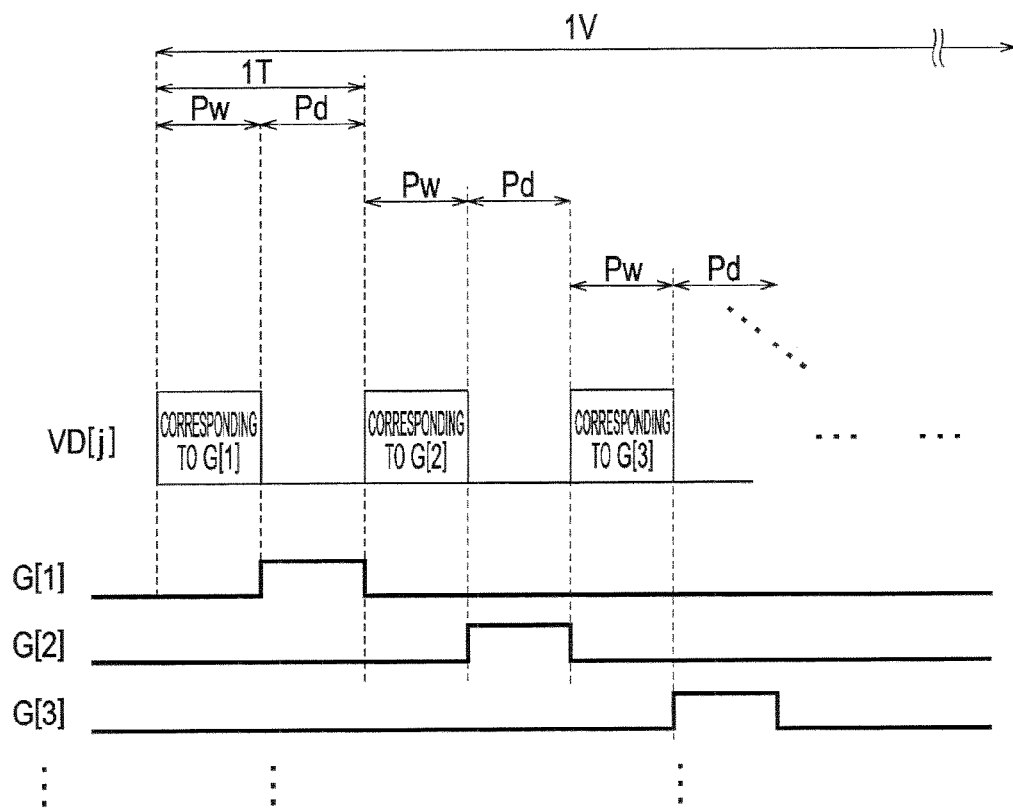 1V
1T
Pw Pd
Pw Pd
Pw Pd
VD[j]
CORRESPONDING
TO G[1]
CORRESPONDING
TO G[2]
CORRESPONDING
TO G[3]
G[1]
G[2]
G[3]